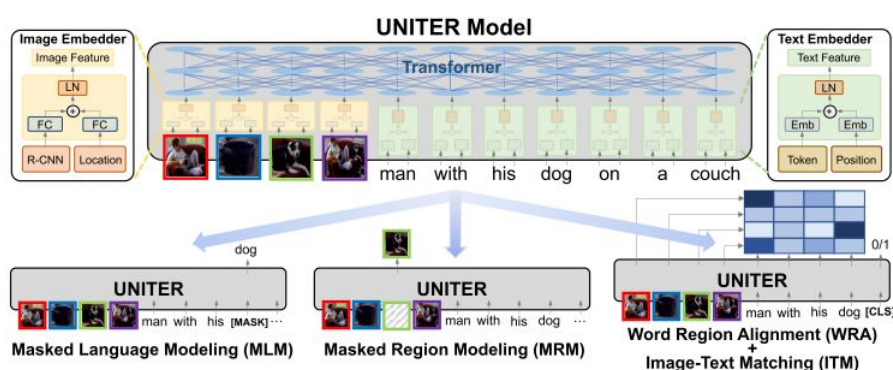 UNITER Model
Image Embedder
Image Feature
LN
+
FC FC
R-CNN Location
Transformer
man with his dog on a couch
Text Embedder
Text Feature
LN
+
Emb Emb
Token Position
dog
UNITER
man with his [MASK] ...
Masked Language Modeling (MLM)
UNITER
man with his dog ...
Masked Region Modeling (MRM)
0/1
UNITER
man with his dog [CLS]
Word Region Alignment (WRA)
+
Image-Text Matching (ITM)